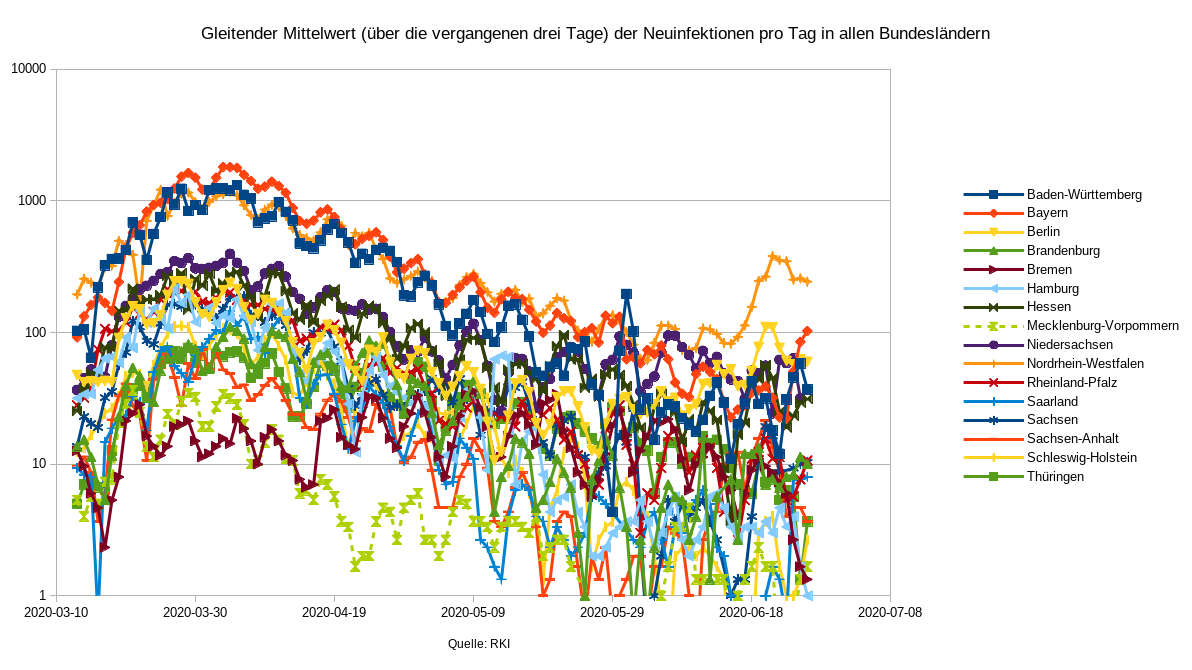 Gleitender Mittelwert (über die vergangenen drei Tage) der Neuinfektionen pro Tag in allen Bundesländern
10000
1000
100
10
1
2020-03-10
2020-03-30
2020-04-19
2020-05-09
2020-05-29
2020-06-18
2020-07-08
Quelle: RKI
Baden-Württemberg
Bayern
Berlin
Brandenburg
Bremen
Hamburg
Hessen
Mecklenburg-Vorpommern
Niedersachsen
Nordrhein-Westfalen
Rheinland-Pfalz
Saarland
Sachsen
Sachsen-Anhalt
Schleswig-Holstein
Thüringen